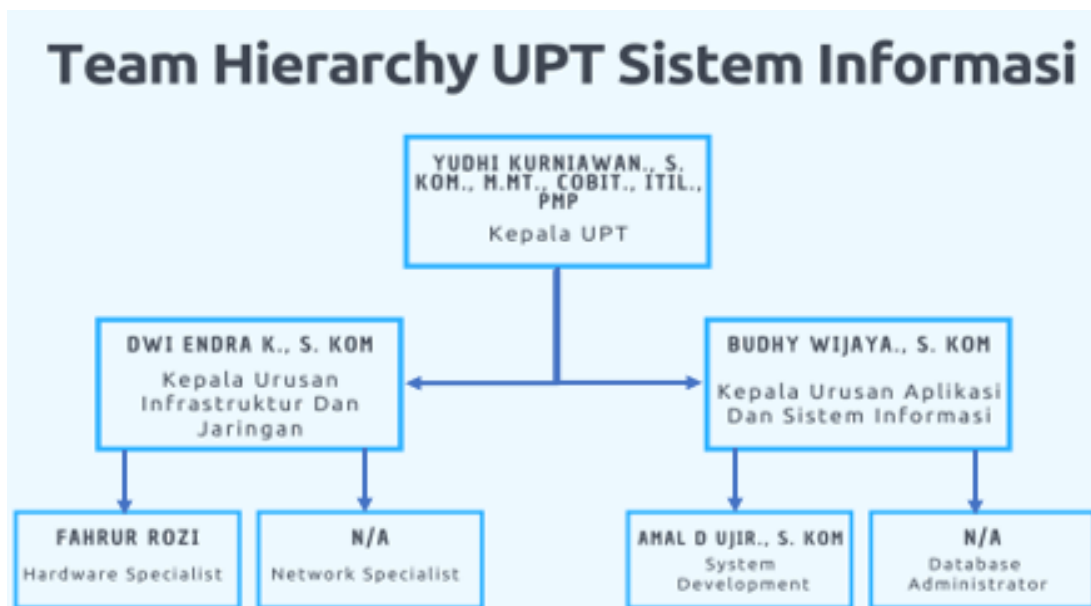 Team Hierarchy UPT Sistem Informasi
YUDHI KURNIAWAN., S.
KOM., M.MT., COBIT., ITIL.,
PMP
Kepala UPT
DWI ENDRA K., S. KOM
Kepala Urusan
Infrastruktur Dan
Jaringan
BUDHY WIJAYA., S. KOM
Kepala Urusan Aplikasi
Dan Sistem Informasi
FAHRUR ROZI
Hardware Specialist
N/A
Network Specialist
AMAL D UJIR., S. KOM
System
Development
N/A
Database
Administrator